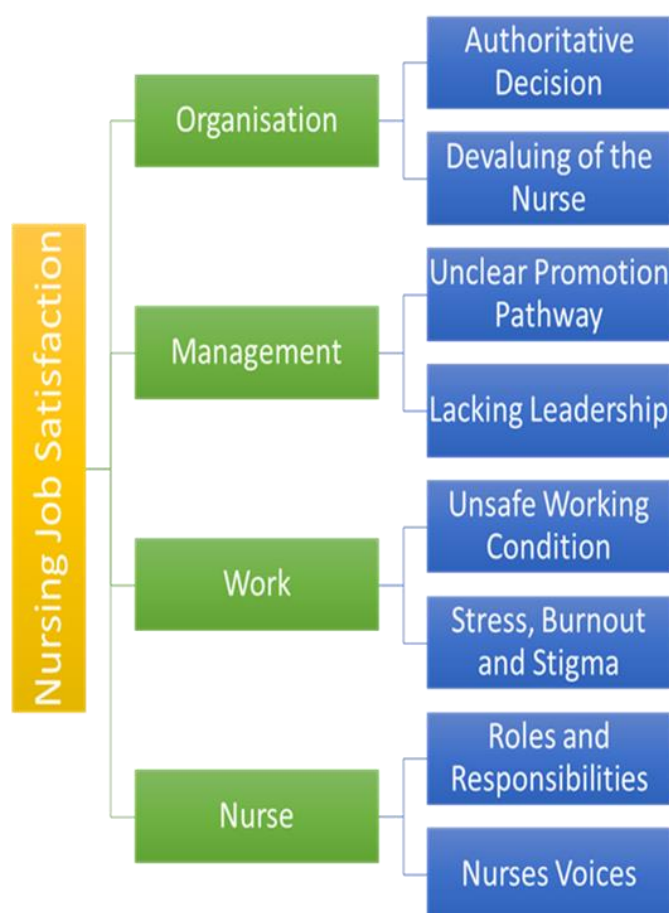 Nursing Job Satisfaction
Organisation
Authoritative
Decision
Devaluing of the
Nurse
Management
Unclear Promotion
Pathway
Lacking Leadership
Work
Unsafe Working
Condition
Stress, Burnout
and Stigma
Nurse
Roles and
Responsibilities
Nurses Voices